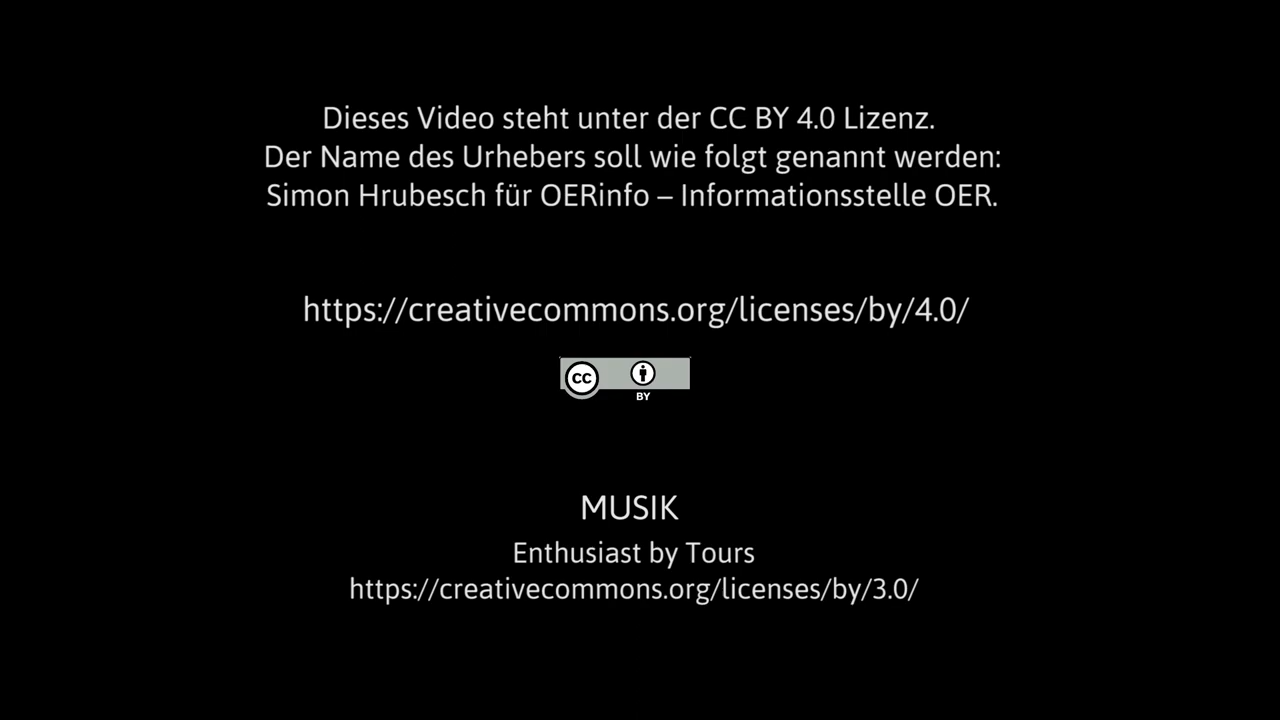 Dieses Video steht unter der CC BY 4.0 Lizenz.
Der Name des Urhebers soll wie folgt genannt werden:
Simon Hrubesch für OERinfo – Informationsstelle OER.
https://creativecommons.org/licenses/by/4.0/
CC
BY
MUSIK
Enthusiast by Tours
https://creativecommons.org/licenses/by/3.0/